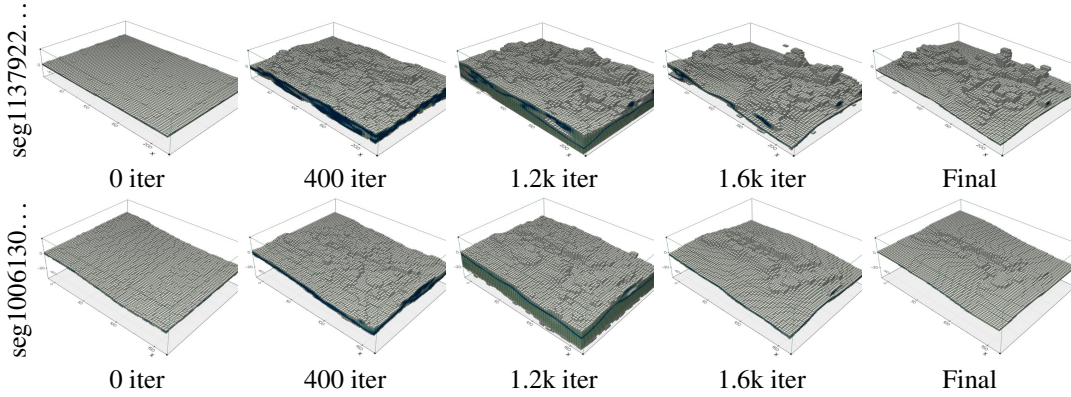 seg1137922...
0 iter 400 iter 1.2k iter 1.6k iter Final
seg1006130...
0 iter 400 iter 1.2k iter 1.6k iter Final